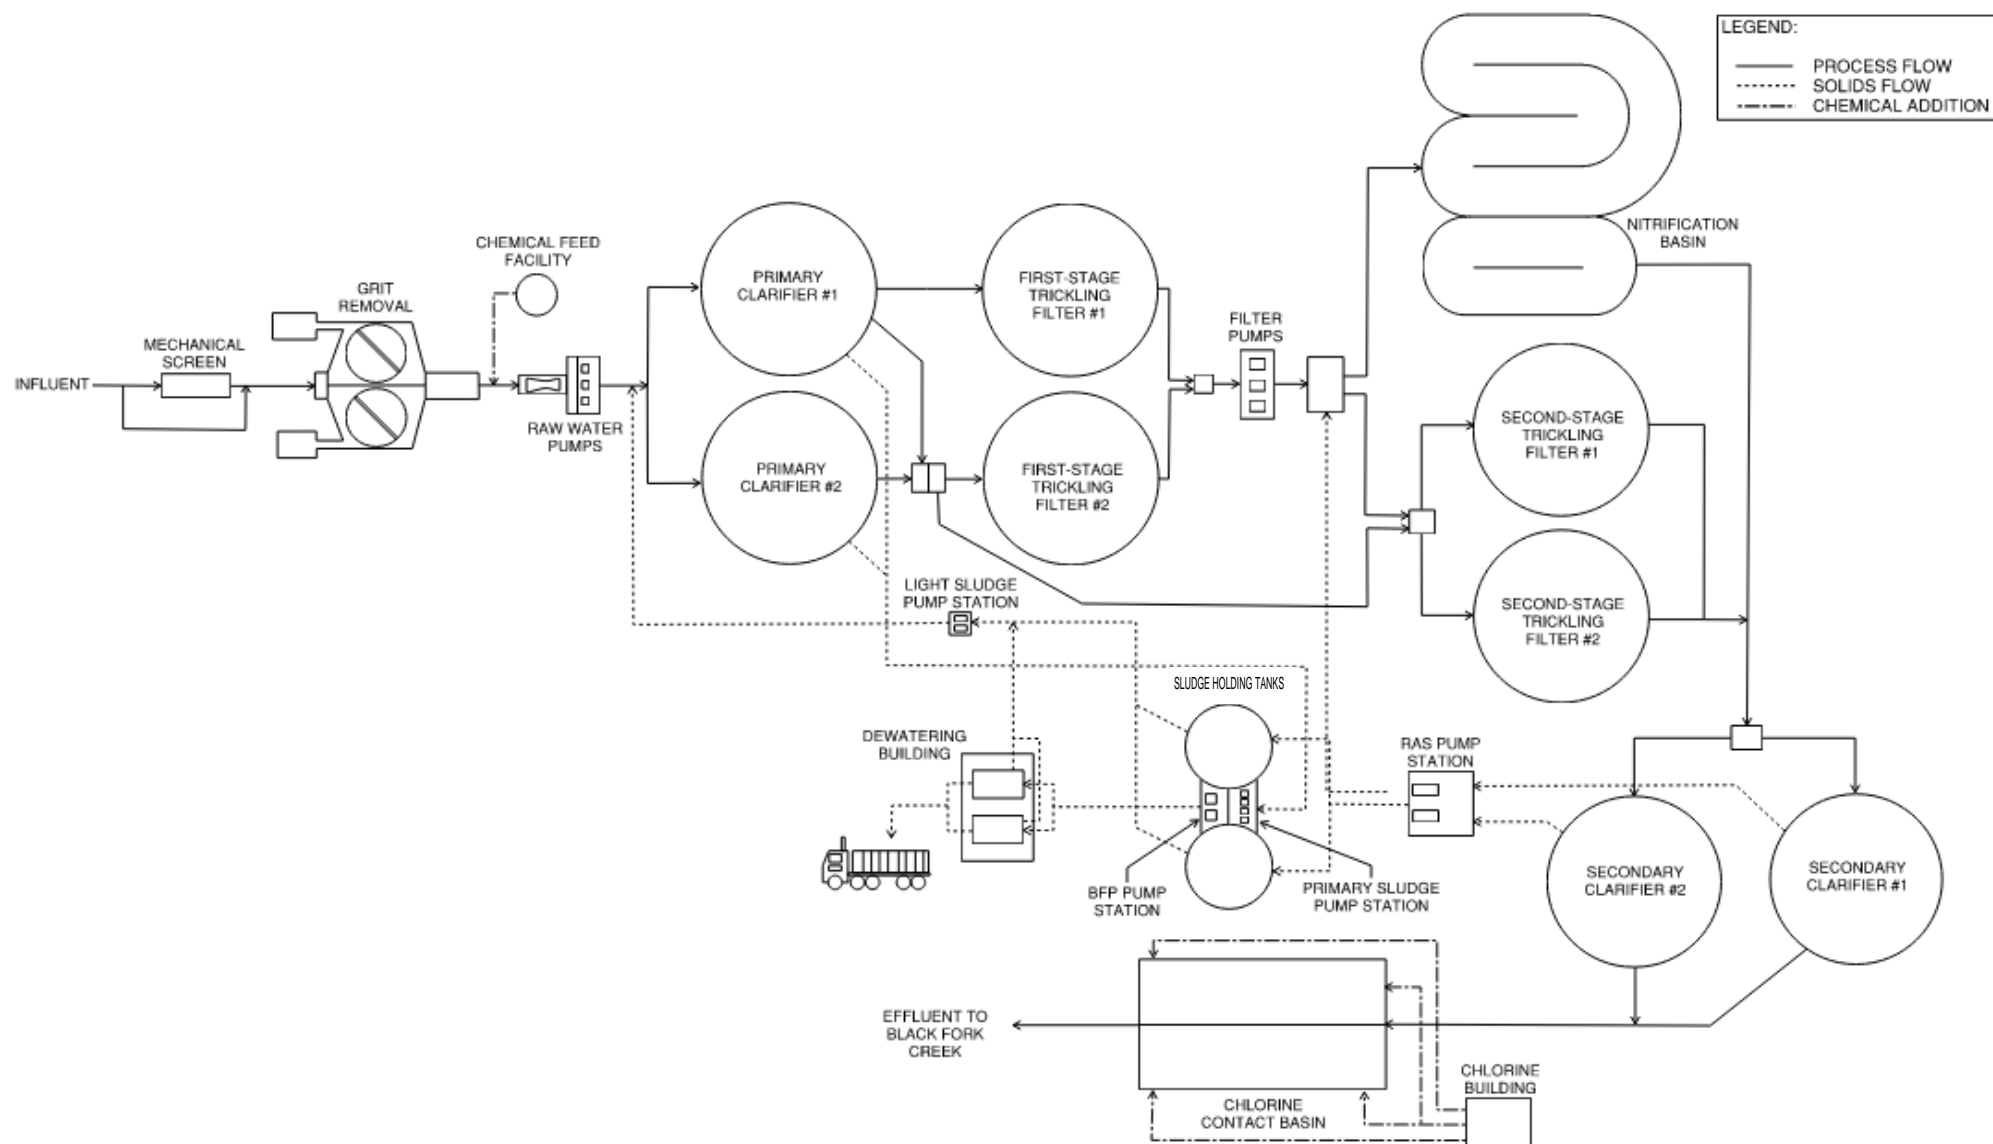 LEGEND:
PROCESS FLOW
SOLIDS FLOW
CHEMICAL ADDITION
NITRIFICATION
BASIN
CHEMICAL FEED
FACILITY
GRIT
REMOVAL
MECHANICAL
SCREEN
INFLUENT
RAW WATER
PUMPS
PRIMARY
CLARIFIER #1
FIRST-STAGE
TRICKLING
FILTER #1
FILTER
PUMPS
PRIMARY
CLARIFIER #2
FIRST-STAGE
TRICKLING
FILTER #2
SECOND-STAGE
TRICKLING
FILTER #1
SECOND-STAGE
TRICKLING
FILTER #2
LIGHT SLUDGE
PUMP STATION
SLUDGE HOLDING TANKS
DEWATERING
BUILDING
RAS PUMP
STATION
BFP PUMP
STATION
PRIMARY SLUDGE
PUMP STATION
SECONDARY
CLARIFIER #2
SECONDARY
CLARIFIER #1
EFFLUENT TO
BLACK FORK
CREEK
CHLORINE
CONTACT BASIN
CHLORINE
BUILDING